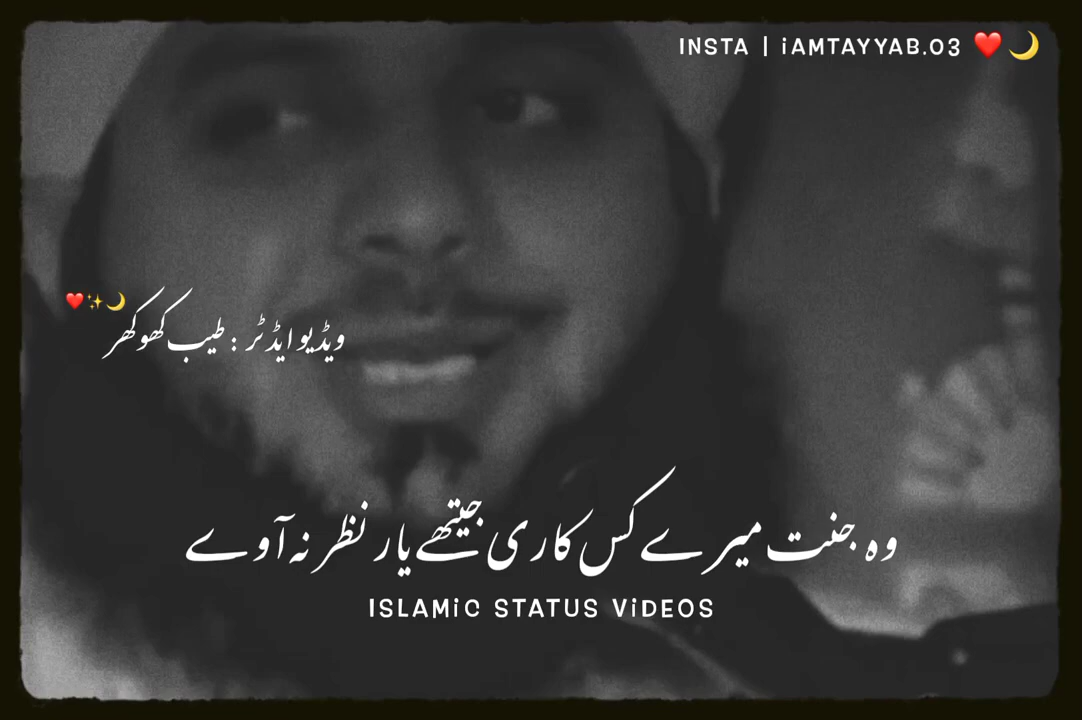 INSTA | iAMTAYYAB.03 ❤️🌙
❤️✨🌙
ویڈیو ایڈٹر : طیب کھوکھر
وہ جنت میرے کس کاری جیتھے یار نظر نہ آوے
ISLAMiC STATUS ViDEOS